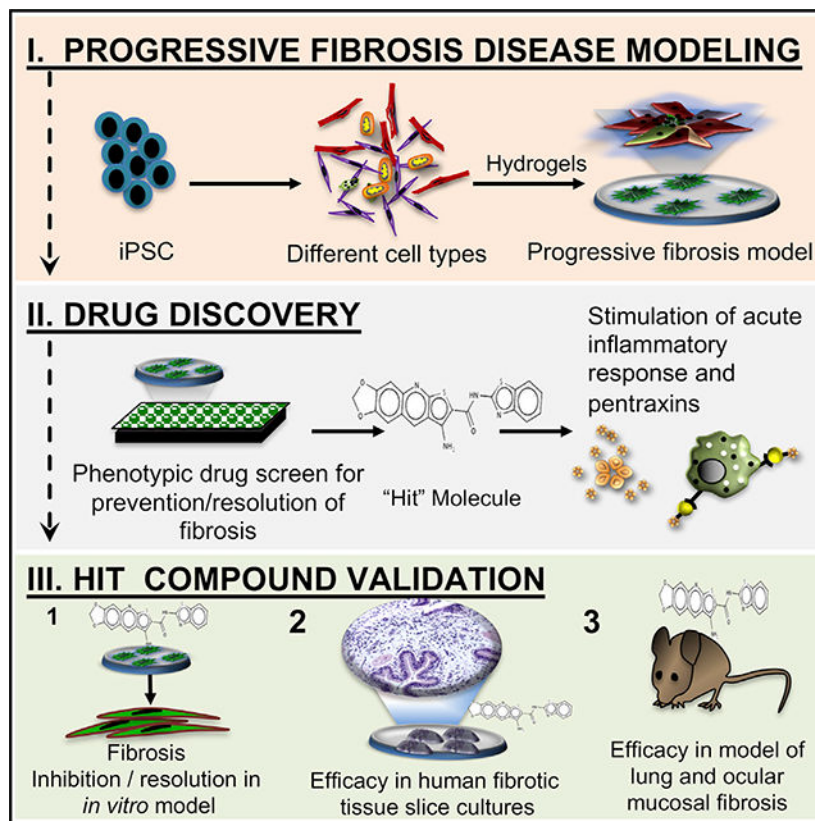 I. PROGRESSIVE FIBROSIS DISEASE MODELING
Hydrogels
iPSC
Different cell types
Progressive fibrosis model
II. DRUG DISCOVERY
Stimulation of acute
inflammatory
response and
pentraxins
Phenotypic drug screen for
prevention/resolution of
fibrosis
O
O
N
S
NH
O
NH2
S
N
“Hit” Molecule
III. HIT COMPOUND VALIDATION
1
2
3
Fibrosis
Inhibition / resolution in
in vitro model
Efficacy in human fibrotic
tissue slice cultures
Efficacy in model of
lung and ocular
mucosal fibrosis